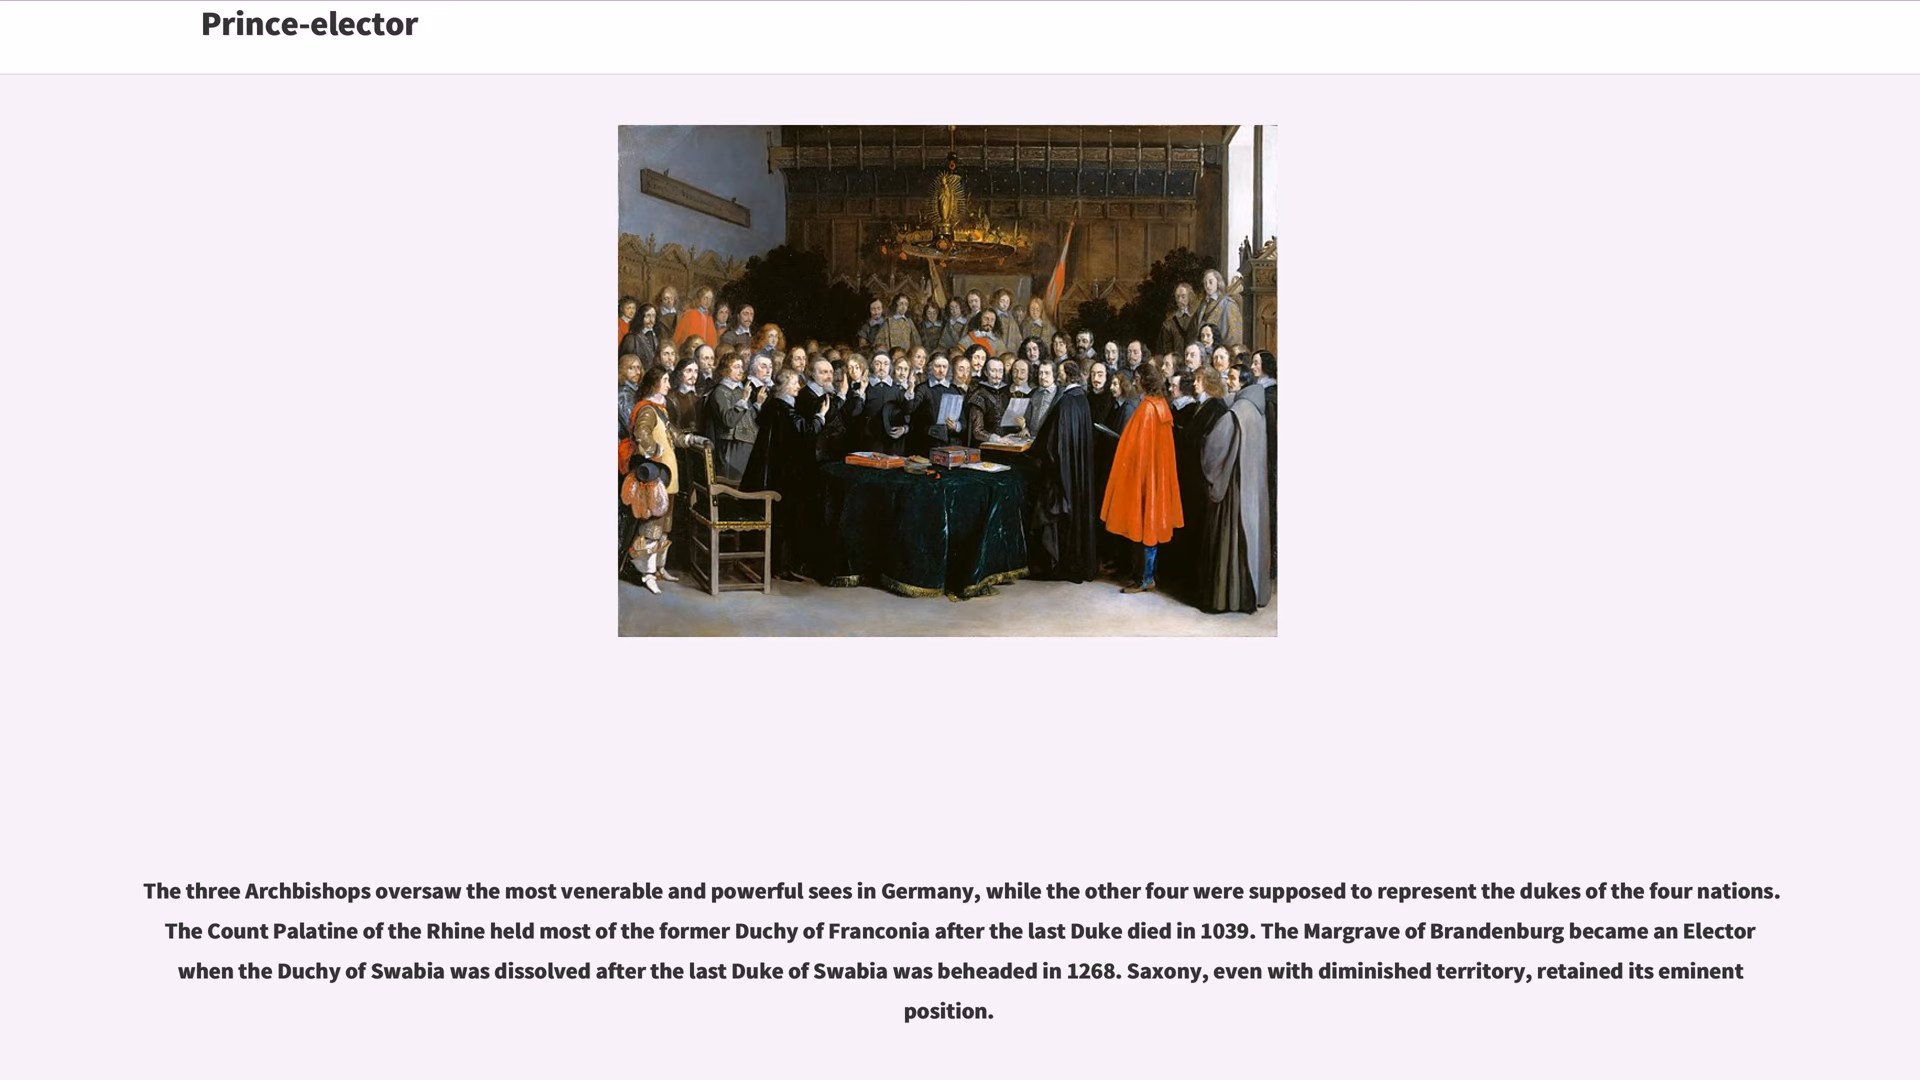 Prince-elector
The three Archbishops oversaw the most venerable and powerful sees in Germany, while the other four were supposed to represent the dukes of the four nations.
The Count Palatine of the Rhine held most of the former Duchy of Franconia after the last Duke died in 1039. The Margrave of Brandenburg became an Elector
when the Duchy of Swabia was dissolved after the last Duke of Swabia was beheaded in 1268. Saxony, even with diminished territory, retained its eminent
position.